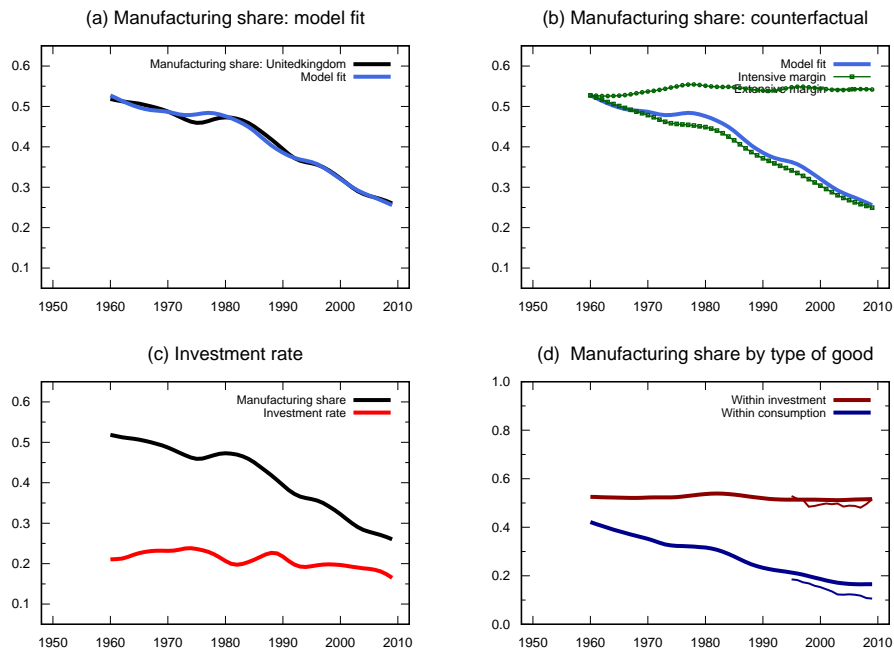 (a) Manufacturing share: model fit
0.6
0.5
0.4
0.3
0.2
0.1
1950 1960 1970 1980 1990 2000 2010
Manufacturing share: Unitedkingdom
Model fit
(b) Manufacturing share: counterfactual
0.6
0.5
0.4
0.3
0.2
0.1
1950 1960 1970 1980 1990 2000 2010
Model fit
Intensive margin
Extensive margin
(c) Investment rate
0.6
0.5
0.4
0.3
0.2
0.1
1950 1960 1970 1980 1990 2000 2010
Manufacturing share
Investment rate
(d) Manufacturing share by type of good
1.0
0.8
0.6
0.4
0.2
0.0
1950 1960 1970 1980 1990 2000 2010
Within investment
Within consumption